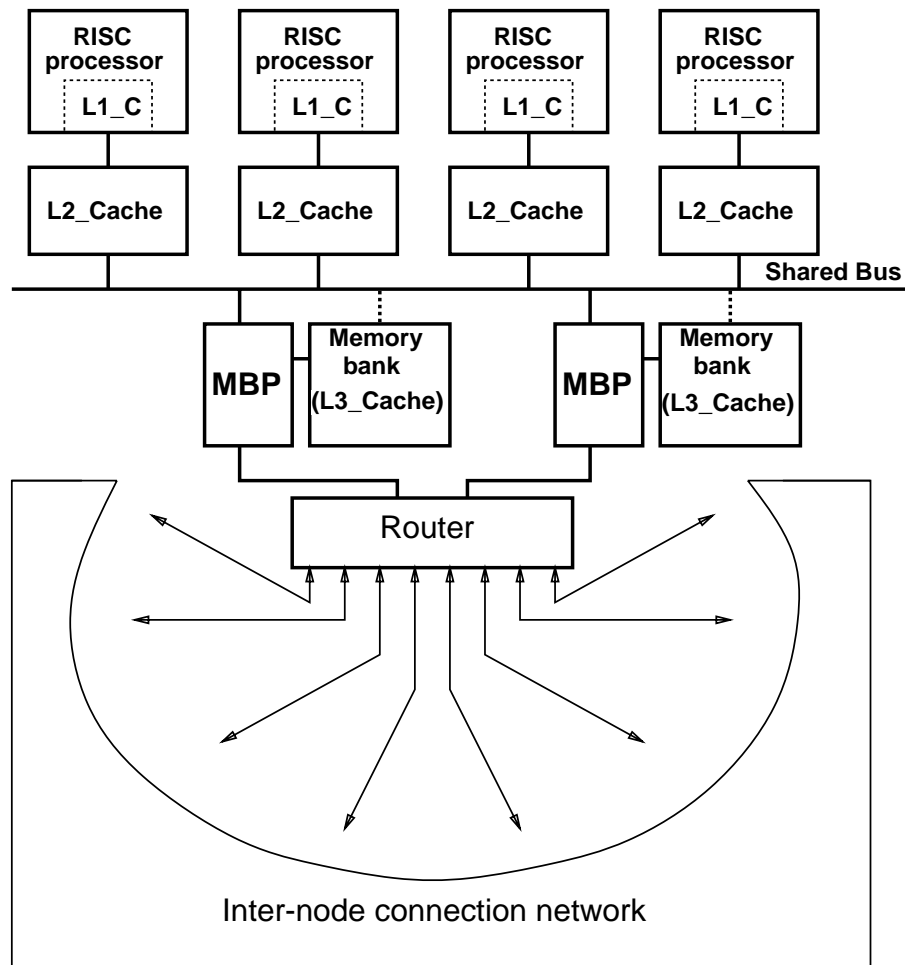 RISC
processor
L1_C
RISC
processor
L1_C
RISC
processor
L1_C
RISC
processor
L1_C
L2_Cache
L2_Cache
L2_Cache
L2_Cache
Shared Bus
MBP
Memory
bank
(L3_Cache)
MBP
Memory
bank
(L3_Cache)
Router
Inter-node connection network